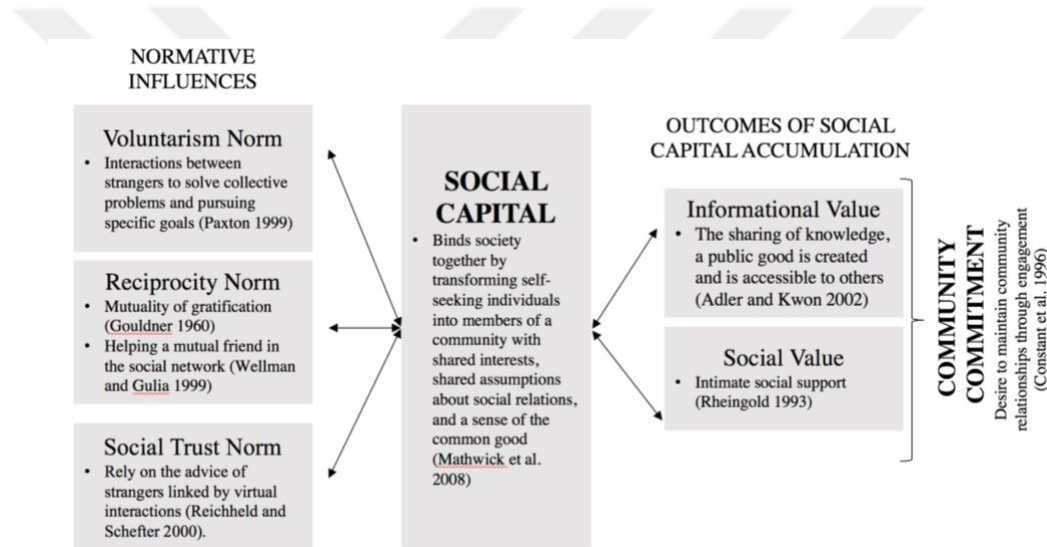 NORMATIVE
INFLUENCES
Voluntarism Norm
• Interactions between
strangers to solve collective
problems and pursuing
specific goals (Paxton 1999)
Reciprocity Norm
• Mutuality of gratification
(Gouldner 1960)
• Helping a mutual friend in
the social network (Wellman
and Gulia 1999)
Social Trust Norm
• Rely on the advice of
strangers linked by virtual
interactions (Reichheld and
Schefter 2000).
SOCIAL
CAPITAL
• Binds society
together by
transforming self-
seeking individuals
into members of a
community with
shared interests,
shared assumptions
about social relations,
and a sense of the
common good
(Mathwick et al.
2008)
OUTCOMES OF SOCIAL
CAPITAL ACCUMULATION
Informational Value
• The sharing of knowledge,
a public good is created
and is accessible to others
(Adler and Kwon 2002)
Social Value
• Intimate social support
(Rheingold 1993)
COMMUNITY
COMMITMENT
Desire to maintain community
relationships through engagement
(Constant et al. 1996)